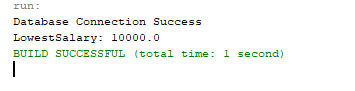 run:
Database Connection Success
LowestSalary: 10000.0
BUILD SUCCESSFUL (total time: 1 second)